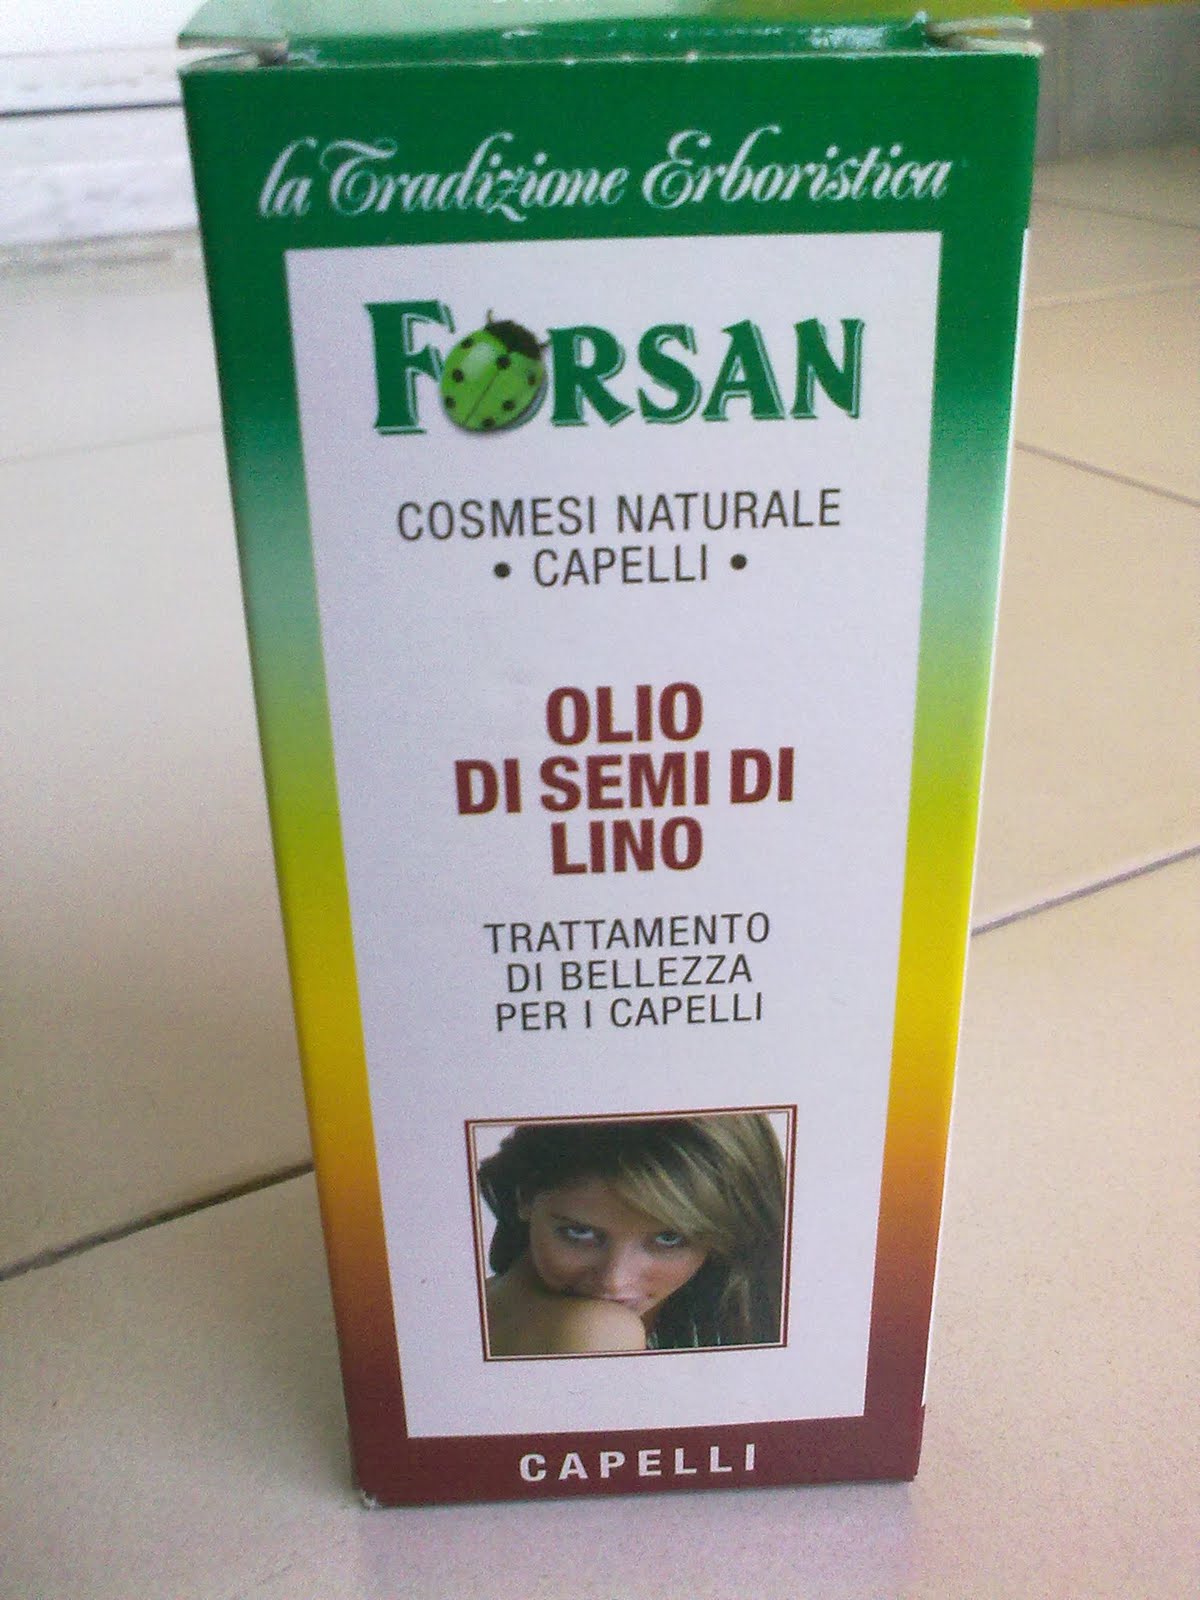 la Tradizione Erboristica
FORSAN
COSMESI NATURALE
• CAPELLI •
OLIO
DI SEMI DI
LINO
TRATTAMENTO
DI BELLEZZA
PER I CAPELLI
CAPELLI